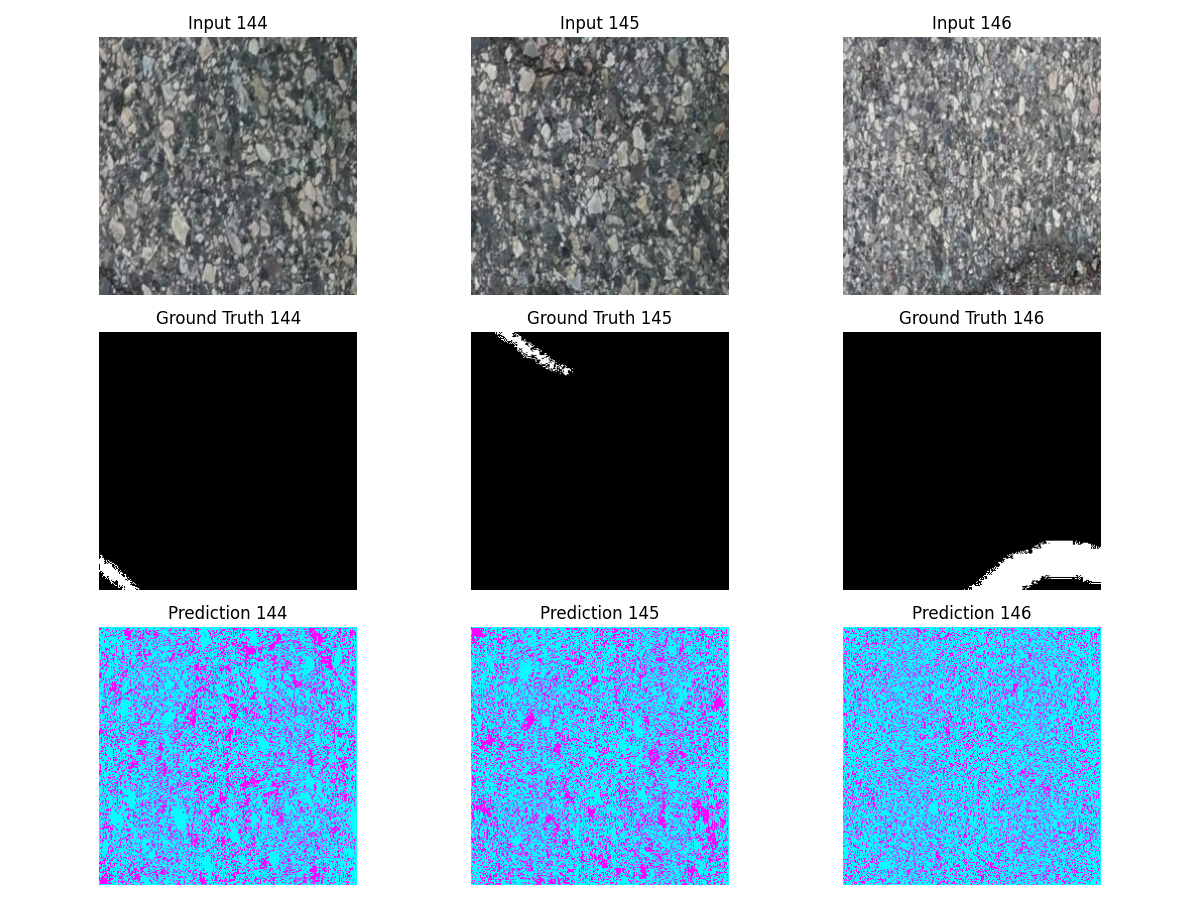 Input 144
Input 145
Input 146
Ground Truth 144
Ground Truth 145
Ground Truth 146
Prediction 144
Prediction 145
Prediction 146